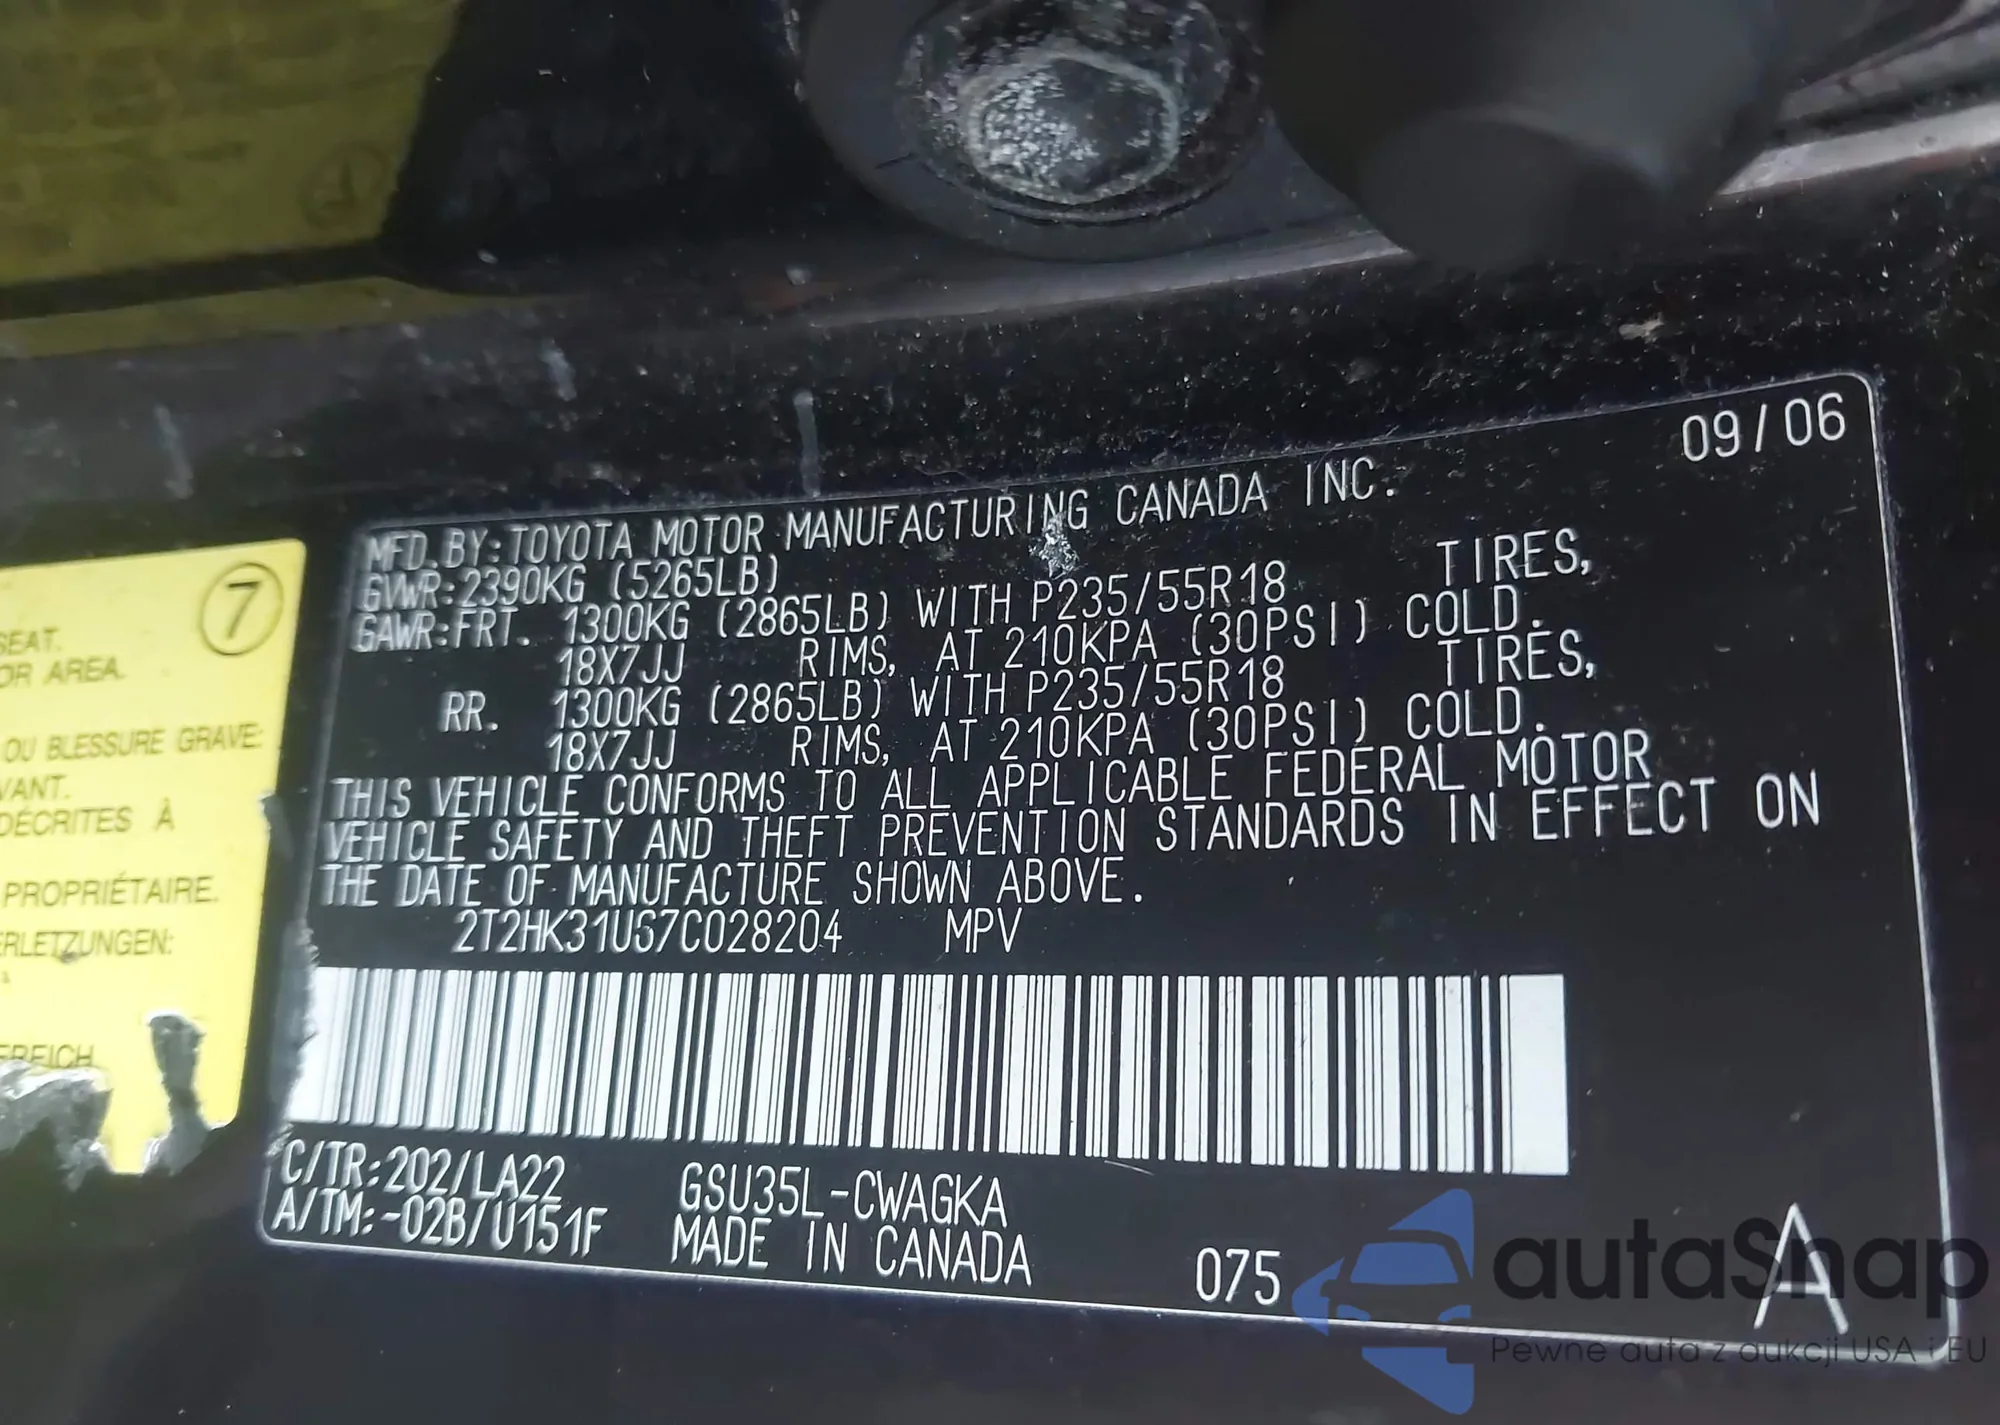 09/06
MFD.BY:TOYOTA MOTOR MANUFACTURING CANADA INC.
GVWR:2390KG (5265LB)
GAWR:FRT. 1300KG (2865LB) WITH P235/55R18 TIRES,
18X7JJ RIMS, AT 210KPA (30PSI) COLD.
RR. 1300KG (2865LB) WITH P235/55R18 TIRES,
18X7JJ RIMS, AT 210KPA (30PSI) COLD.
THIS VEHICLE CONFORMS TO ALL APPLICABLE FEDERAL MOTOR
VEHICLE SAFETY AND THEFT PREVENTION STANDARDS IN EFFECT ON
THE DATE OF MANUFACTURE SHOWN ABOVE.
2T2HK31U67C028204 MPV
C/TR:202/LA22 GSU35L-CWAGKA
A/TM:-02B/U151F MADE IN CANADA
075
A
7
SEAT.
OR AREA.
OU BLESSURE GRAVE:
VANT.
DÉCRITES À
PROPRIÉTAIRE.
ERLETZUNGEN:
EREICH
autaSnap
Pewne auta z aukcji USA i EU